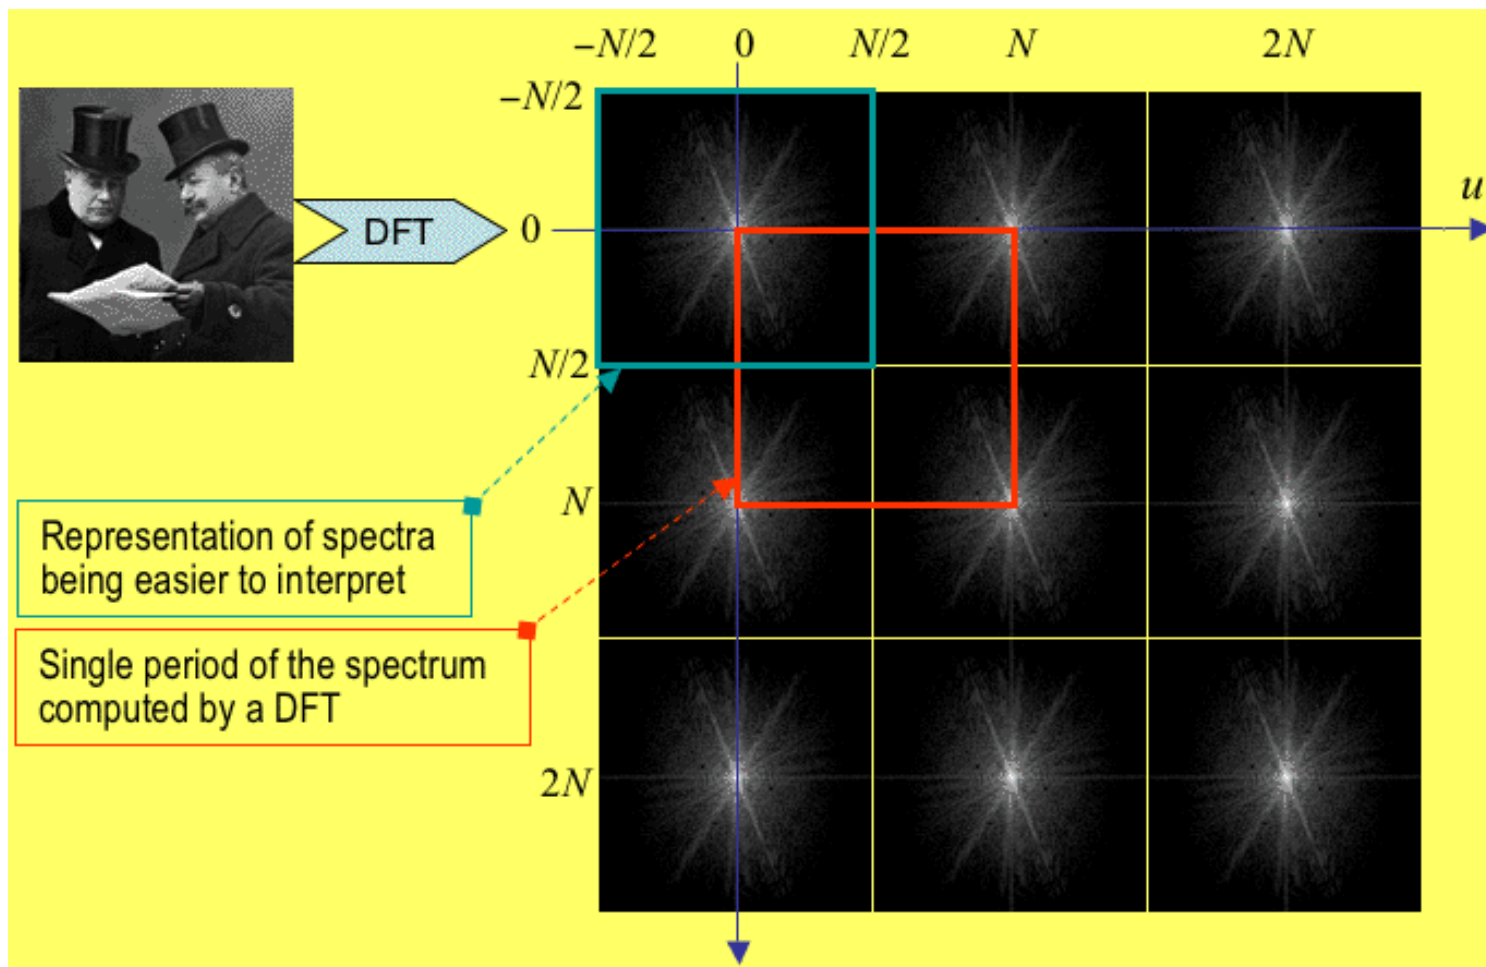 −N/2 0 N/2 N 2N
−N/2
u
DFT
0
N/2
N
Representation of spectra
being easier to interpret
Single period of the spectrum
computed by a DFT
2N